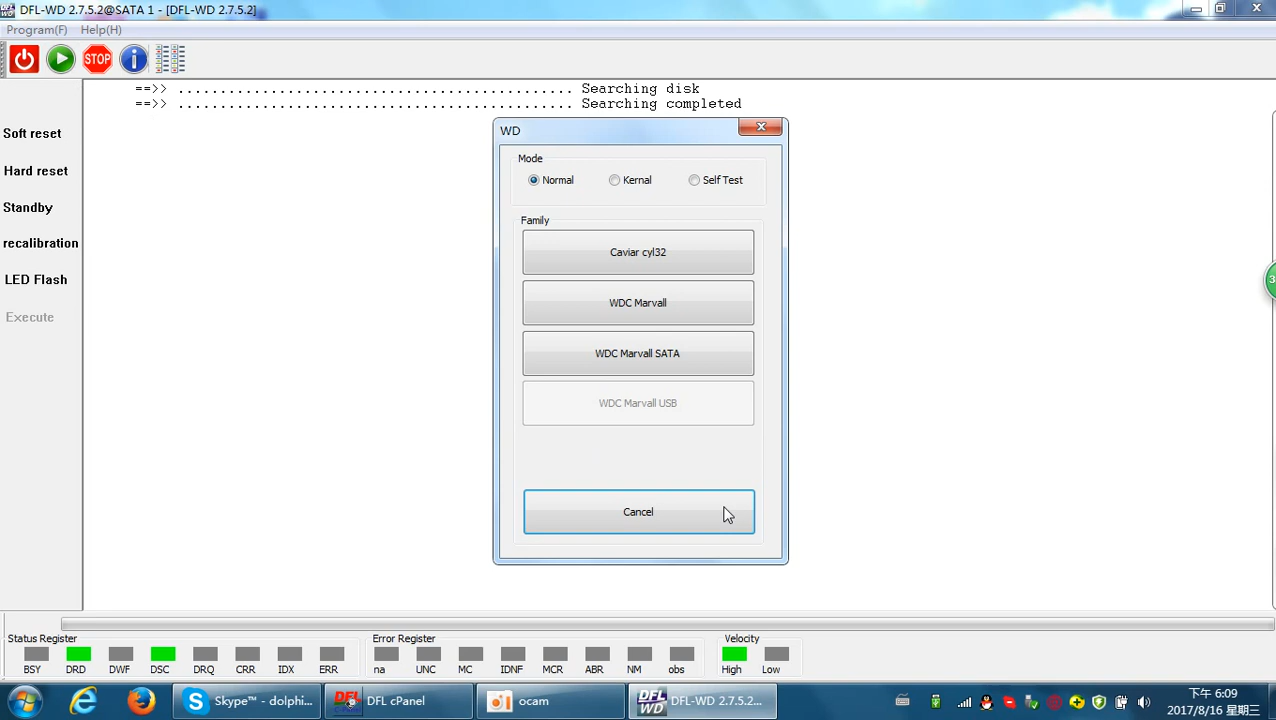 DFL-WD 2.7.5.2@SATA 1 - [DFL-WD 2.7.5.2]
Program(F) Help(H)
STOP
==>> ............................................... Searching disk
==>> ............................................... Searching completed
Soft reset
Hard reset
Standby
recalibration
LED Flash
Execute
WD
Mode
Normal Kernal Self Test
Family
Caviar cyl32
WDC Marvall
WDC Marvall SATA
WDC Marvall USB
Cancel
Status Register Error Register Velocity
BSY DRD DWF DSC DRQ CRR IDX ERR na UNC MC IDNF MCR ABR NM obs High Low
Skype™ - dolphi... DFL DFL cPanel ocam DFL WD DFL-WD 2.7.5.2...
下午 6:09
2017/8/16 星期三